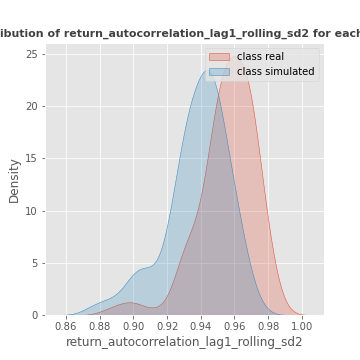 ibution of return_autocorrelation_lag1_rolling_sd2 for each
class real
class simulated
25
20
15
10
5
0
Density
0.86 0.88 0.90 0.92 0.94 0.96 0.98 1.00
return_autocorrelation_lag1_rolling_sd2